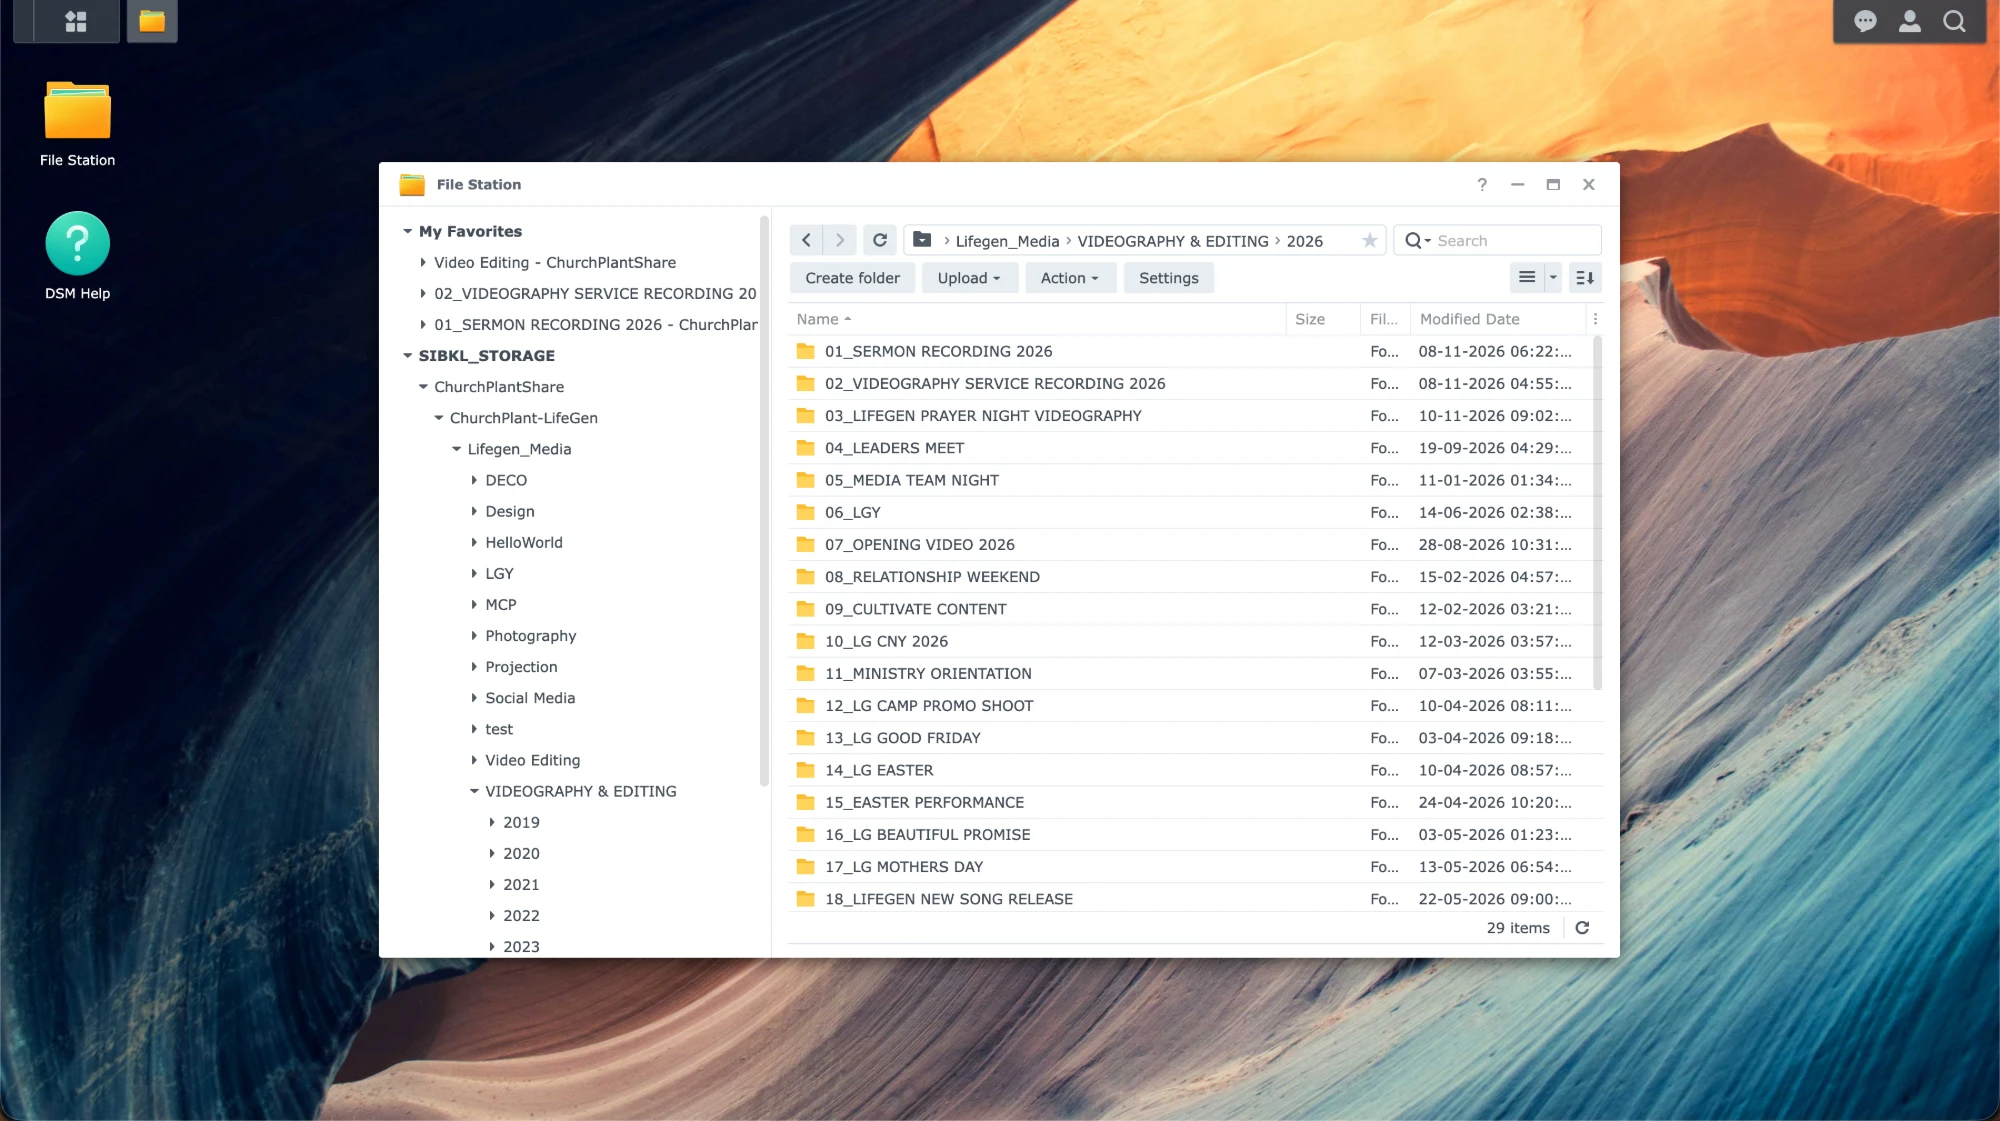 File Station
DSM Help
File Station
My Favorites
Video Editing - ChurchPlantShare
02_VIDEOGRAPHY SERVICE RECORDING 20
01_SERMON RECORDING 2026 - ChurchPlan
SIBKL_STORAGE
ChurchPlantShare
ChurchPlant-LifeGen
Lifegen_Media
DECO
Design
HelloWorld
LGY
MCP
Photography
Projection
Social Media
test
Video Editing
VIDEOGRAPHY & EDITING
2019
2020
2021
2022
2023
Lifegen_Media › VIDEOGRAPHY & EDITING › 2026
Search
Create folder Upload Action Settings
Name Size Fil... Modified Date
01_SERMON RECORDING 2026 Fo... 08-11-2026 06:22:...
02_VIDEOGRAPHY SERVICE RECORDING 2026 Fo... 08-11-2026 04:55:...
03_LIFEGEN PRAYER NIGHT VIDEOGRAPHY Fo... 10-11-2026 09:02:...
04_LEADERS MEET Fo... 19-09-2026 04:29:...
05_MEDIA TEAM NIGHT Fo... 11-01-2026 01:34:...
06_LGY Fo... 14-06-2026 02:38:...
07_OPENING VIDEO 2026 Fo... 28-08-2026 10:31:...
08_RELATIONSHIP WEEKEND Fo... 15-02-2026 04:57:...
09_CULTIVATE CONTENT Fo... 12-02-2026 03:21:...
10_LG CNY 2026 Fo... 12-03-2026 03:57:...
11_MINISTRY ORIENTATION Fo... 07-03-2026 03:55:...
12_LG CAMP PROMO SHOOT Fo... 10-04-2026 08:11:...
13_LG GOOD FRIDAY Fo... 03-04-2026 09:18:...
14_LG EASTER Fo... 10-04-2026 08:57:...
15_EASTER PERFORMANCE Fo... 24-04-2026 10:20:...
16_LG BEAUTIFUL PROMISE Fo... 03-05-2026 01:23:...
17_LG MOTHERS DAY Fo... 13-05-2026 06:54:...
18_LIFEGEN NEW SONG RELEASE Fo... 22-05-2026 09:00:...
29 items